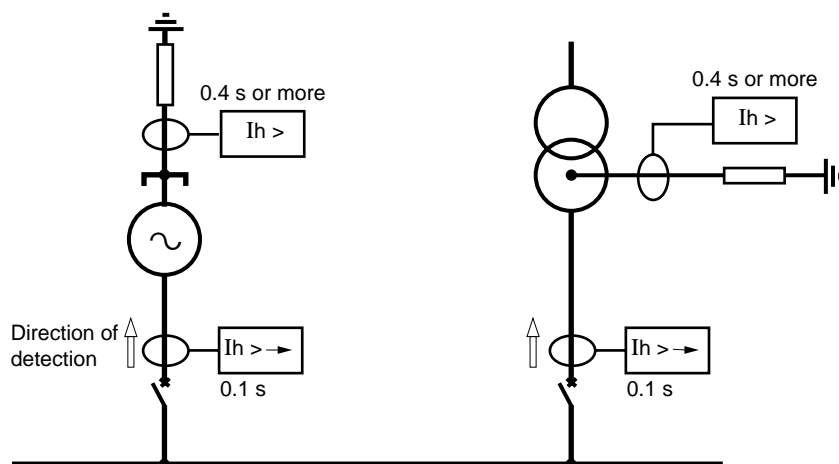 0.4 s or more
Ih >
0.4 s or more
Ih >
Direction of
detection
Ih >
0.1 s
Ih >
0.1 s